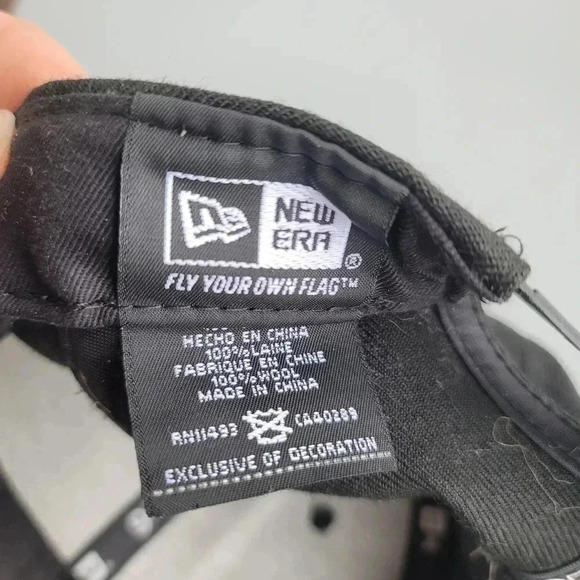 NEW
ERA®
FLY YOUR OWN FLAG™
HECHO EN CHINA
100% LAINE
FABRIQUE EN CHINE
100% WOOL
MADE IN CHINA
RN11493 CA40289
EXCLUSIVE OF DECORATION